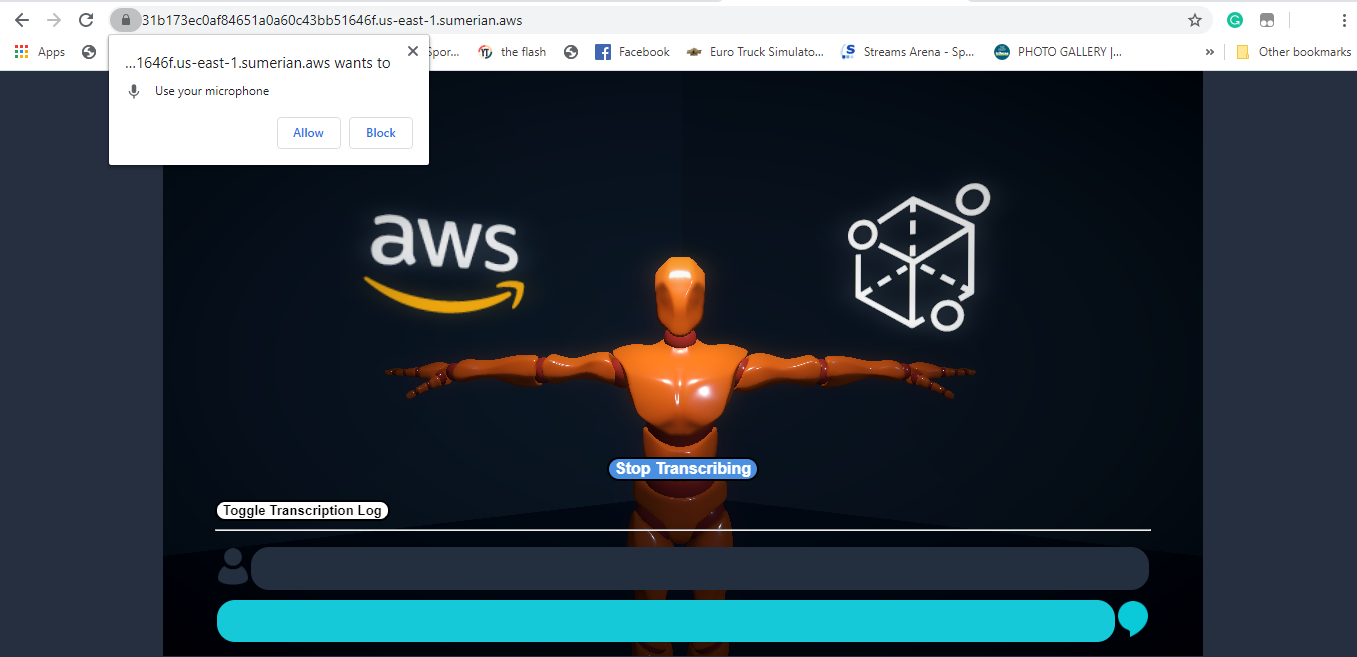 31b173ec0af84651a0a60c43bb51646f.us-east-1.sumerian.aws
Apps
Spor... the flash Facebook Euro Truck Simulato... Streams Arena - Sp... PHOTO GALLERY |... » Other bookmarks
...1646f.us-east-1.sumerian.aws wants to
Use your microphone
Allow Block
aws
Stop Transcribing
Toggle Transcription Log